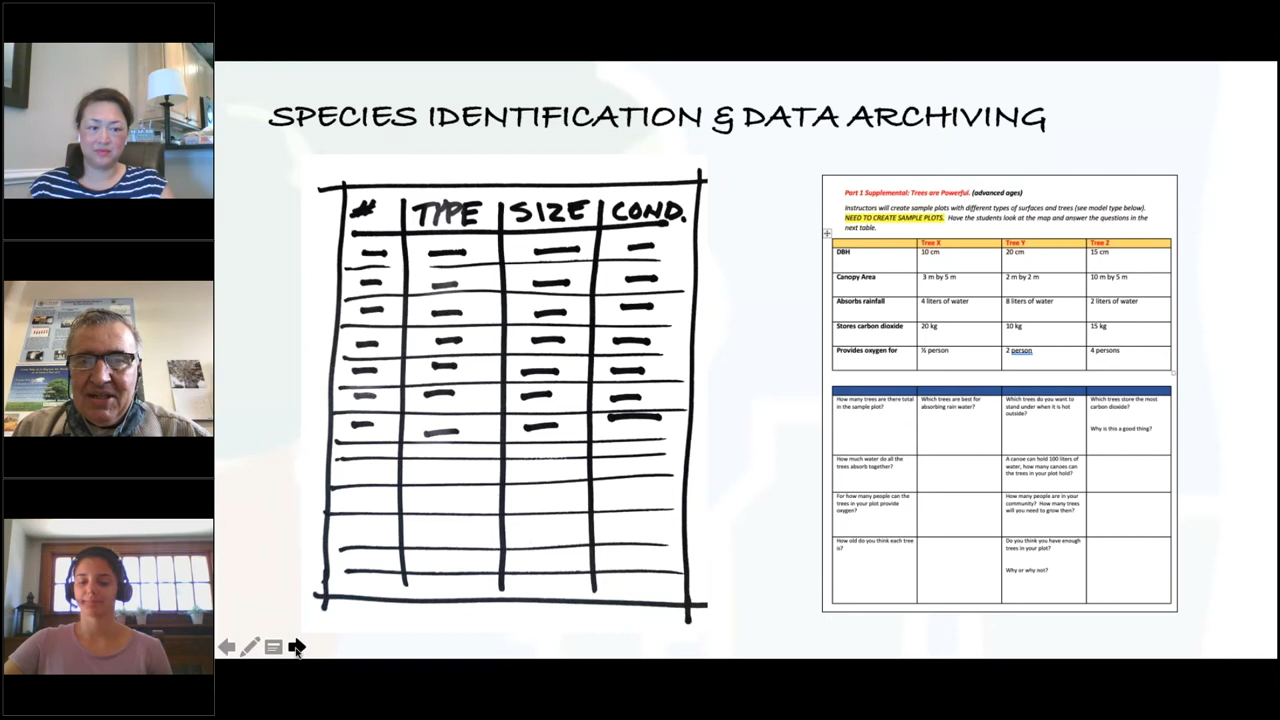 SPECIES IDENTIFICATION & DATA ARCHIVING
# TYPE SIZE COND.
Part 1 Supplemental: Trees are Powerful. (advanced ages)
Instructors will create sample plots with different types of surfaces and trees (see model type below).
NEED TO CREATE SAMPLE PLOTS. Have the students look at the map and answer the questions in the
next table.
Tree X Tree Y Tree Z
DBH 10 cm 20 cm 15 cm
Canopy Area 3 m by 5 m 2 m by 2 m 10 m by 5 m
Absorbs rainfall 4 liters of water 8 liters of water 2 liters of water
Stores carbon dioxide 20 kg 10 kg 15 kg
Provides oxygen for ½ person 2 person 4 persons
How many trees are there total
in the sample plot?
Which trees are best for
absorbing rain water?
Which trees do you want to
stand under when it is hot
outside?
Which trees store the most
carbon dioxide?
Why is this a good thing?
How much water do all the
trees absorb together?
A canoe can hold 100 liters of
water, how many canoes can
the trees in your plot hold?
For how many people can the
trees in your plot provide
oxygen?
How many people are in your
community? How many trees
will you need to grow then?
How old do you think each tree
is?
Do you think you have enough
trees in your plot?
Why or why not?